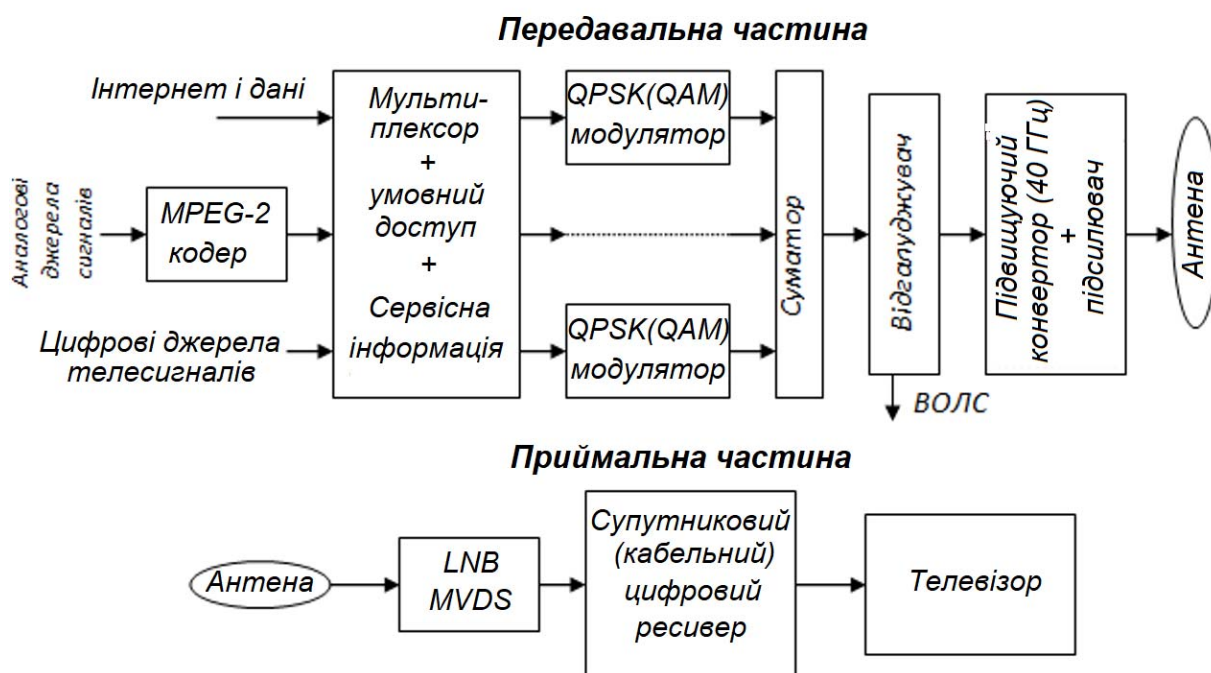 Передавальна частина
Інтернет і дані
Аналогові
джерела
сигналів
MPEG-2
кодер
Цифрові джерела
телесигналів
Мульти-
плексор
+
умовний
доступ
+
Сервісна
інформація
QPSK(QAM)
модулятор
QPSK(QAM)
модулятор
Суматор
Відгалуджувач
ВОЛС
Підвищуючий
конвертор (40 ГГц)
+
підсилювач
Антена
Приймальна частина
Антена
LNB
MVDS
Супутниковий
(кабельний)
цифровий
ресивер
Телевізор